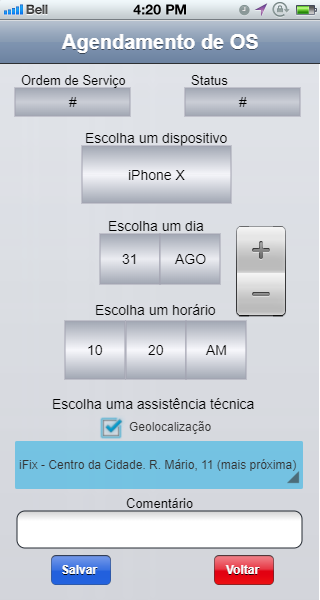 Bell 4:20 PM
Agendamento de OS
Ordem de Serviço Status
# #
Escolha um dispositivo
iPhone X
Escolha um dia
31 AGO
+
−
Escolha um horário
10 20 AM
Escolha uma assistência técnica
Geolocalização
iFix - Centro da Cidade. R. Mário, 11 (mais próxima)
Comentário
Salvar Voltar